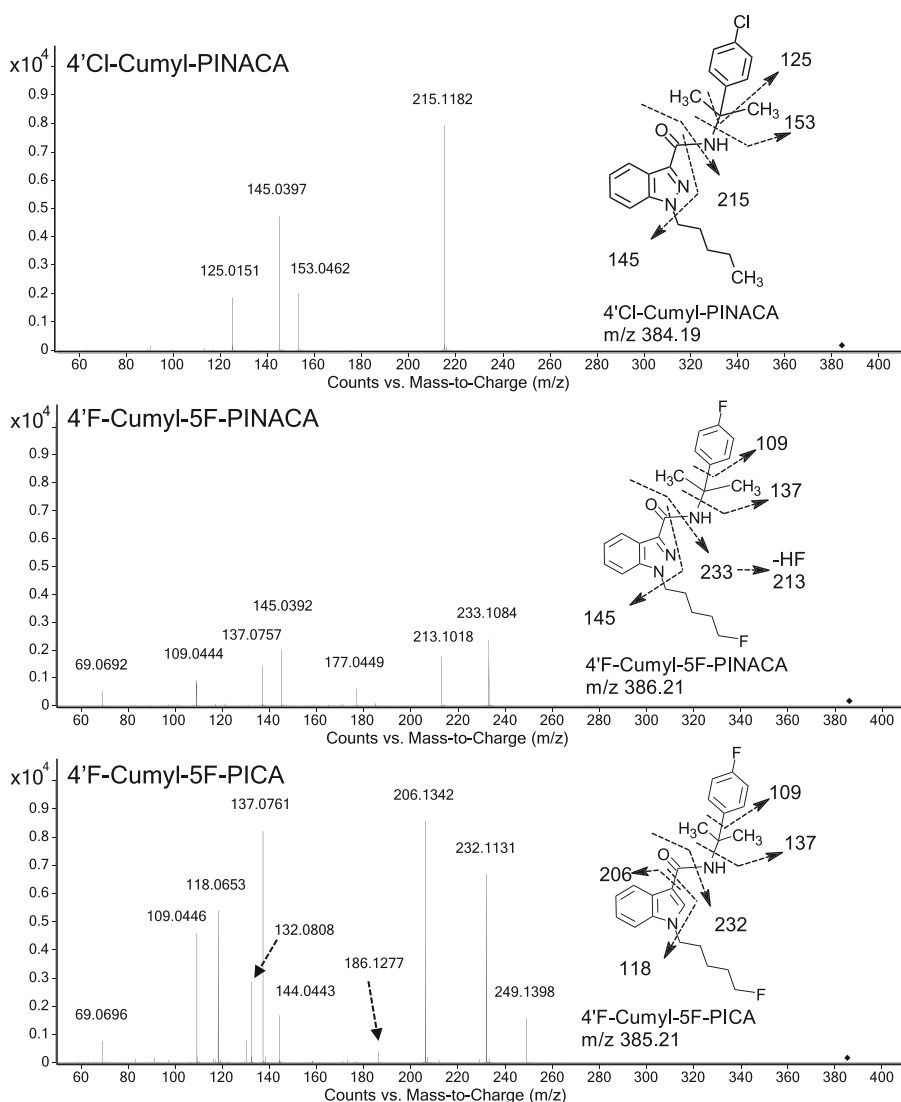 x10⁴
4'Cl-Cumyl-PINACA
0.9
0.8
0.7
0.6
0.5
0.4
0.3
0.2
0.1
0
215.1182
145.0397
125.0151
153.0462
Cl
125
H₃C
CH₃
153
O
NH
N
N
215
145
CH₃
4'Cl-Cumyl-PINACA
m/z 384.19
60 80 100 120 140 160 180 200 220 240 260 280 300 320 340 360 380 400
Counts vs. Mass-to-Charge (m/z)
x10⁴
4'F-Cumyl-5F-PINACA
0.9
0.8
0.7
0.6
0.5
0.4
0.3
0.2
0.1
0
69.0692
109.0444
137.0757
145.0392
177.0449
213.1018
233.1084
F
109
H₃C
CH₃
137
O
NH
N
N
233
-HF
213
145
F
4'F-Cumyl-5F-PINACA
m/z 386.21
60 80 100 120 140 160 180 200 220 240 260 280 300 320 340 360 380 400
Counts vs. Mass-to-Charge (m/z)
x10⁴
4'F-Cumyl-5F-PICA
0.9
0.8
0.7
0.6
0.5
0.4
0.3
0.2
0.1
0
137.0761
206.1342
118.0653
232.1131
109.0446
132.0808
186.1277
144.0443
249.1398
69.0696
F
109
H₃C
CH₃
137
O
NH
206
N
232
118
F
4'F-Cumyl-5F-PICA
m/z 385.21
60 80 100 120 140 160 180 200 220 240 260 280 300 320 340 360 380 400
Counts vs. Mass-to-Charge (m/z)